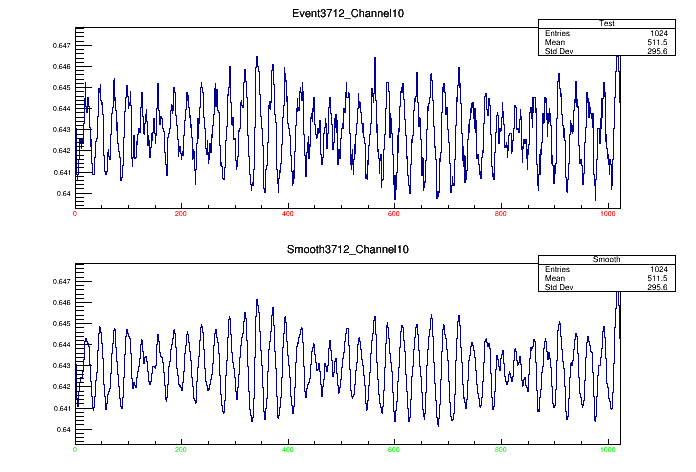 Event3712_Channel10
Test
Entries 1024
Mean 511.5
Std Dev 295.6
0.647
0.646
0.645
0.644
0.643
0.642
0.641
0.64
0 200 400 600 800 1000
Smooth3712_Channel10
Smooth
Entries 1024
Mean 511.5
Std Dev 295.6
0.647
0.646
0.645
0.644
0.643
0.642
0.641
0.64
0 200 400 600 800 1000